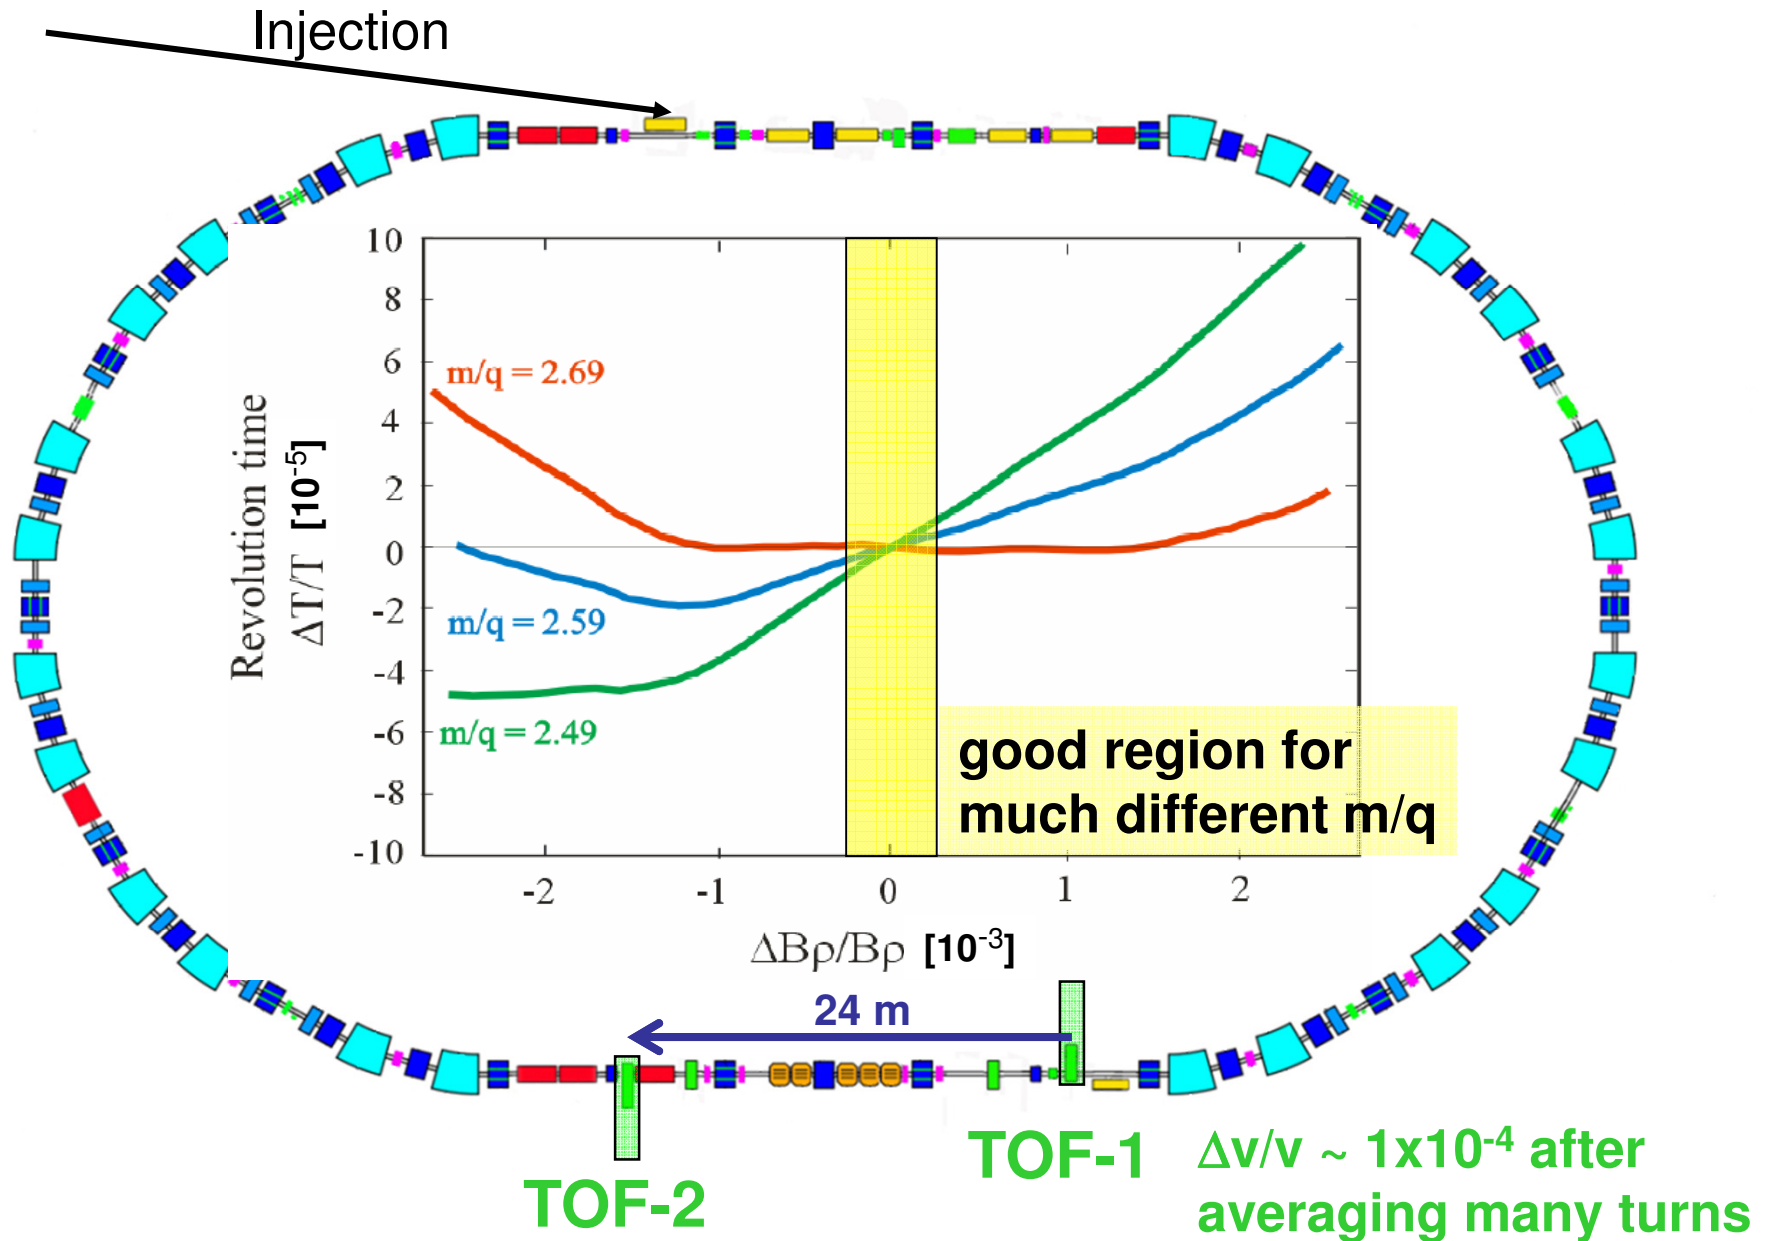 Injection
10
8
6
4
2
0
-2
-4
-6
-8
-10
Revolution time
ΔT/T [10⁻⁵]
m/q = 2.69
m/q = 2.59
m/q = 2.49
good region for
much different m/q
-2 -1 0 1 2
ΔBρ/Bρ [10⁻³]
24 m
TOF-1
TOF-2
Δv/v ~ 1x10⁻⁴ after
averaging many turns